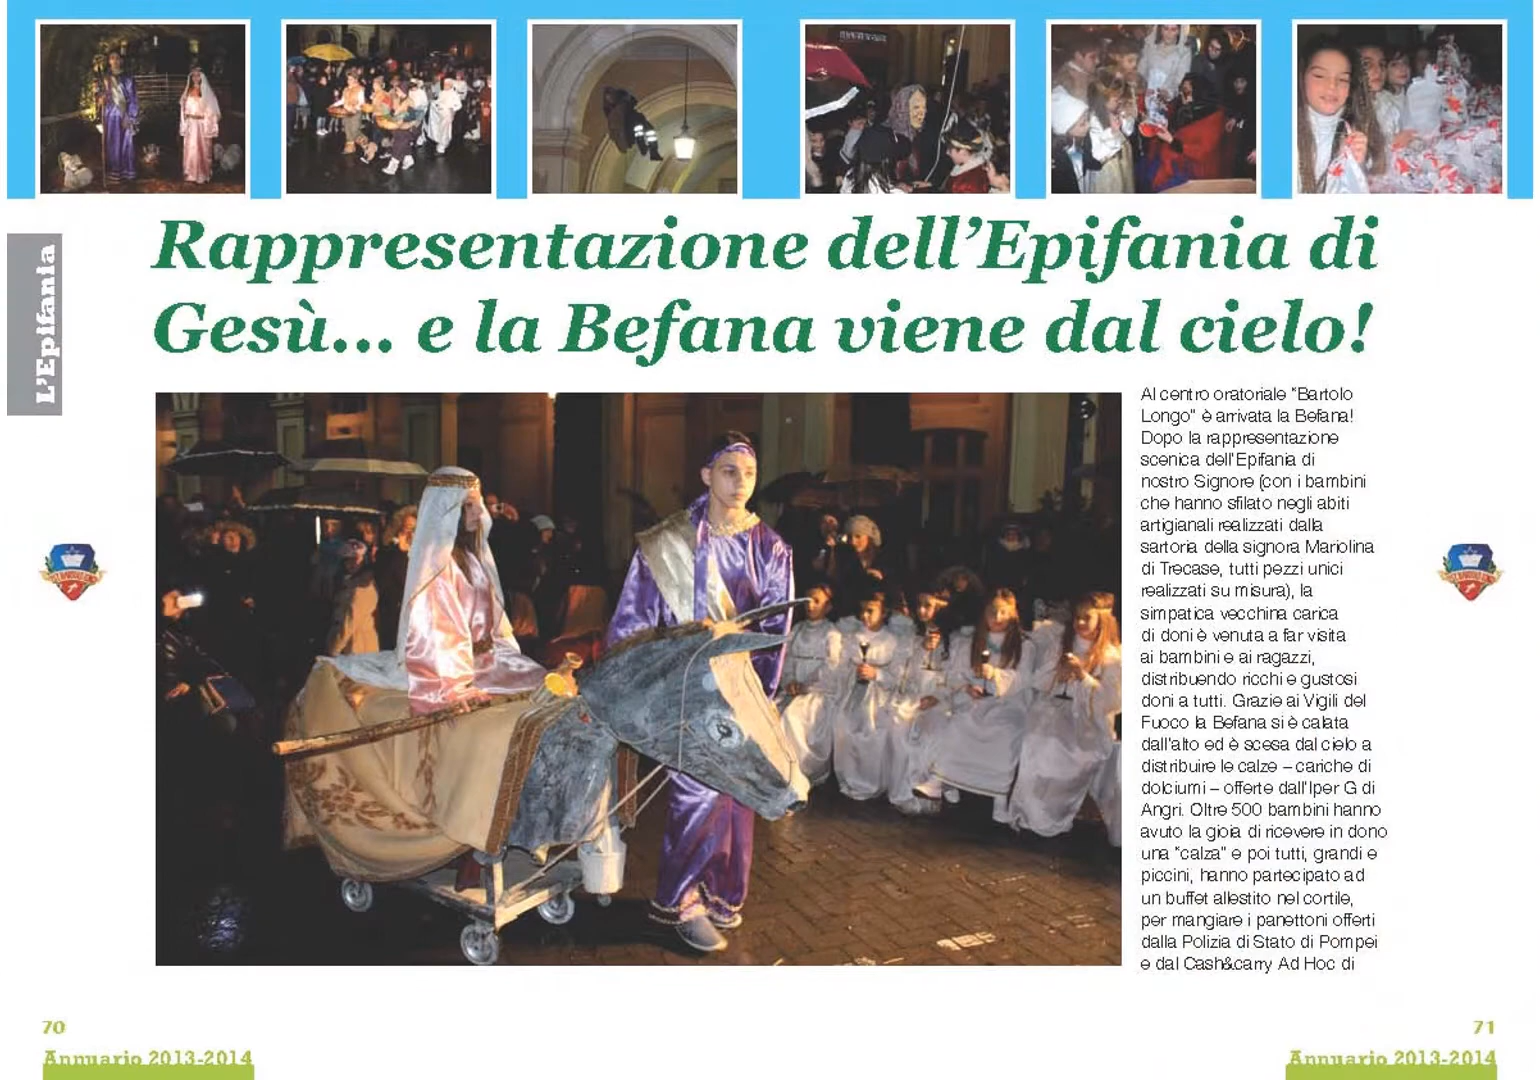 L'Epifania
Rappresentazione dell'Epifania di
Gesù... e la Befana viene dal cielo!
Al centro oratoriale "Bartolo
Longo" è arrivata la Befana!
Dopo la rappresentazione
scenica dell'Epifania di
nostro Signore (con i bambini
che hanno sfilato negli abiti
artigianali realizzati dalla
sartoria della signora Mariolina
di Trecase, tutti pezzi unici
realizzati su misura), la
simpatica vecchina carica
di doni è venuta a far visita
ai bambini e ai ragazzi,
distribuendo ricchi e gustosi
doni a tutti. Grazie ai Vigili del
Fuoco la Befana si è calata
dall'alto ed è scesa dal cielo a
distribuire le calze – cariche di
dolciumi – offerte dall'Iper G di
Angri. Oltre 500 bambini hanno
avuto la gioia di ricevere in dono
una "calza" e poi tutti, grandi e
piccini, hanno partecipato ad
un buffet allestito nel cortile,
per mangiare i panettoni offerti
dalla Polizia di Stato di Pompei
e dal Cash&carry Ad Hoc di
70
Annuario 2013-2014
71
Annuario 2013-2014